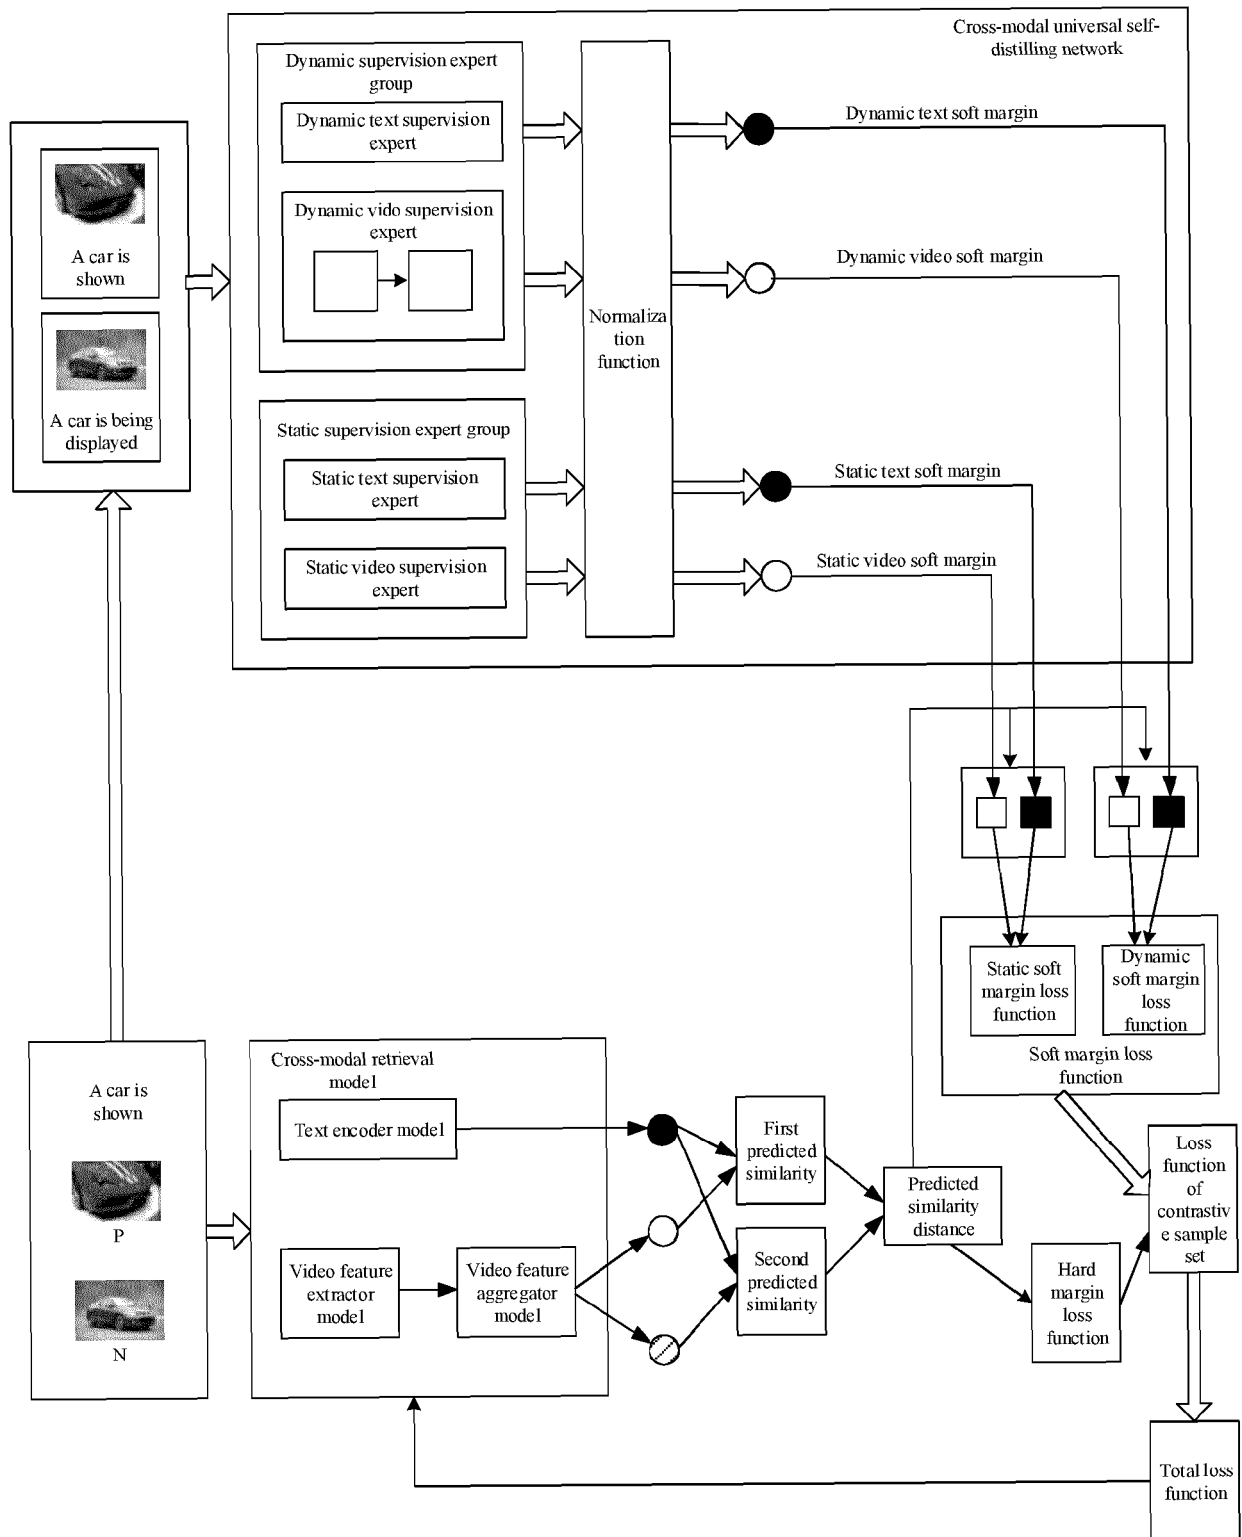 Cross-modal universal self-
distilling network
Dynamic supervision expert
group
Dynamic text supervision
expert
Dynamic vido supervision
expert
Static supervision expert group
Static text supervision
expert
Static video supervision
expert
Normaliza
tion
function
Dynamic text soft margin
Dynamic video soft margin
Static text soft margin
Static video soft margin
A car is
shown
A car is being
displayed
Static soft
margin loss
function
Dynamic
soft margin
loss
function
Soft margin loss
function
A car is
shown
P
N
Cross-modal retrieval
model
Text encoder model
Video feature
extractor model
Video feature
aggregator model
First
predicted
similarity
Second
predicted
similarity
Predicted
similarity
distance
Hard
margin
loss
function
Loss
function
of
contrastiv
e sample
set
Total loss
function